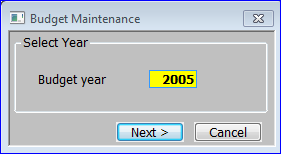 Budget Maintenance
Select Year
Budget year 2005
Next > Cancel